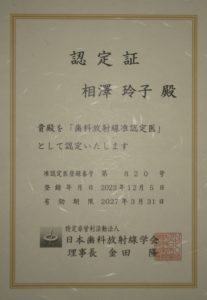 認定証
相澤 玲子 殿
貴殿を「歯科放射線准認定医」
として認定いたします
准認定医登録番号 第 820 号
登録年月日 2023年12月5日
有効期限 2027年3月31日
特定非営利活動法人
日本歯科放射線学会
理事長 金田 隆